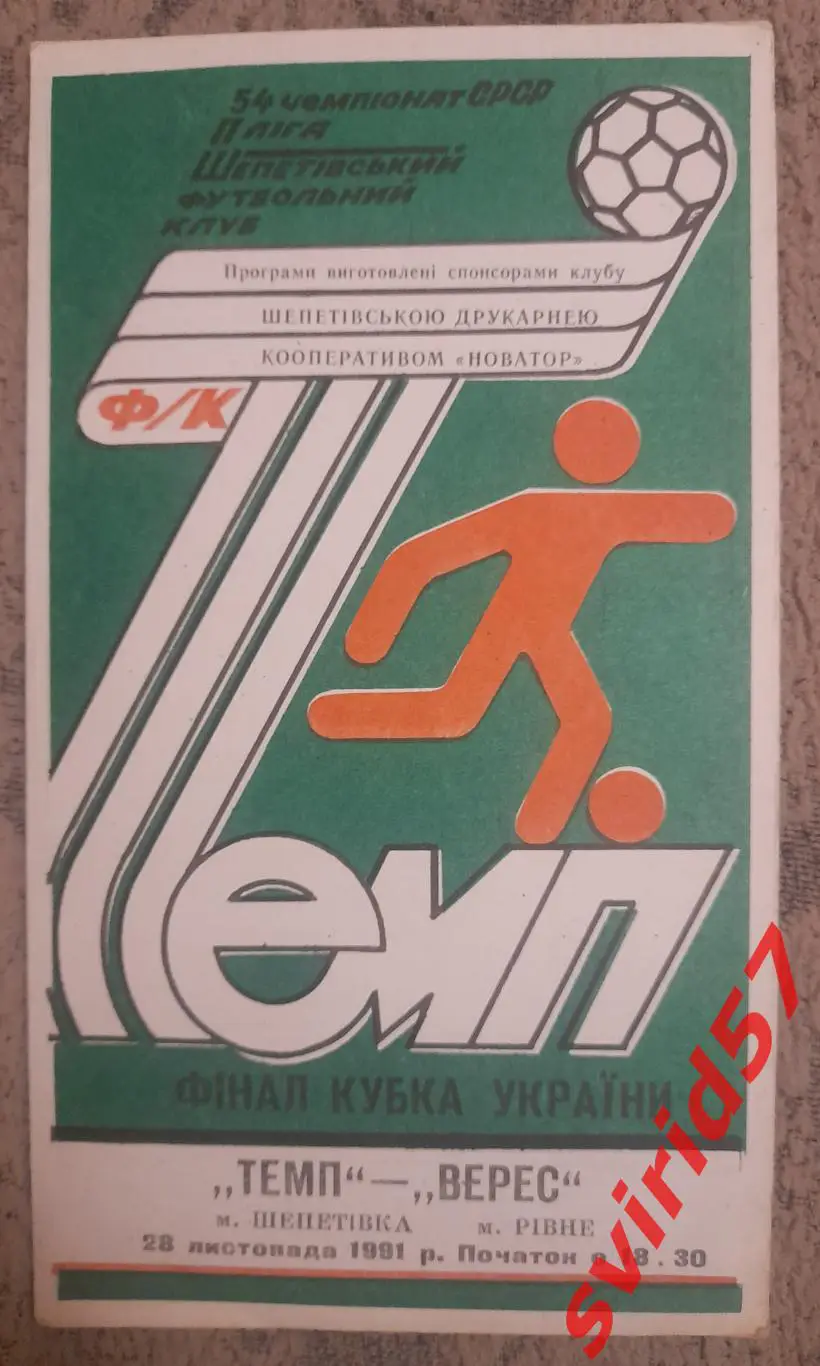 54 чемпіонат СРСР
ІІ ліга
Шепетівський
футбольний
клуб
Програми виготовлені спонсорами клубу
ШЕПЕТІВСЬКОЮ ДРУКАРНЕЮ
КООПЕРАТИВОМ «НОВАТОР»
Ф/К
Темп
ФІНАЛ КУБКА УКРАЇНИ
„ТЕМП“—„ВЕРЕС“
м. ШЕПЕТІВКА м. РІВНЕ
28 листопада 1991 р. Початок о 18.30
svirid57